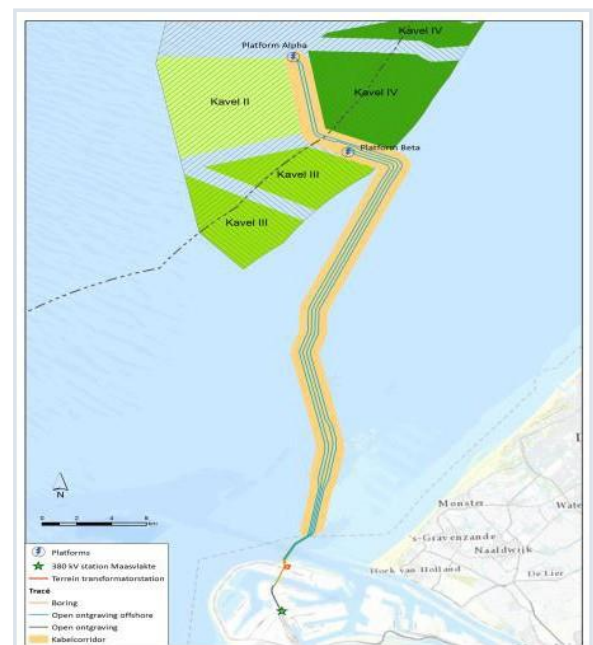 Kavel IV
Platform Alpha
Kavel II
Kavel IV
Platform Beta
Kavel III
Kavel III
N
0 2 4 6
km
Monster
Wate
's-Gravenzande
Naaldwijk
Hoek van Holland
De Lier
Platforms
380 kV station Maasvlakte
Terrein transformatorstation
Tracé
Boring
Open ontgraving offshore
Open ontgraving
Kabelcorridor